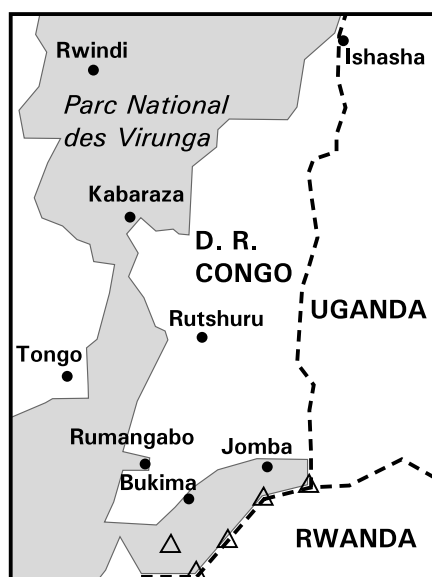 Ishasha
Rwindi
Parc National
des Virunga
Kabaraza
D. R.
CONGO
UGANDA
Rutshuru
Tongo
Rumangabo
Jomba
Bukima
RWANDA